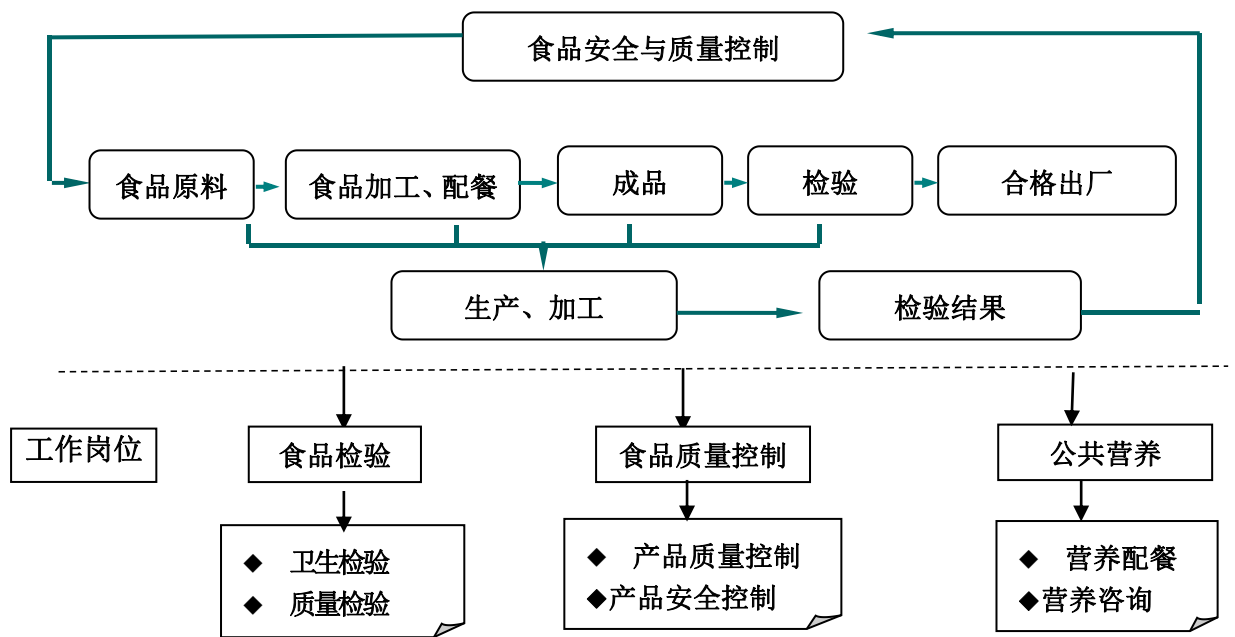 食品安全与质量控制
食品原料
食品加工、配餐
成品
检验
合格出厂
生产、加工
检验结果
工作岗位
食品检验
食品质量控制
公共营养
◆ 卫生检验
◆ 质量检验
◆ 产品质量控制
◆产品安全控制
◆ 营养配餐
◆营养咨询